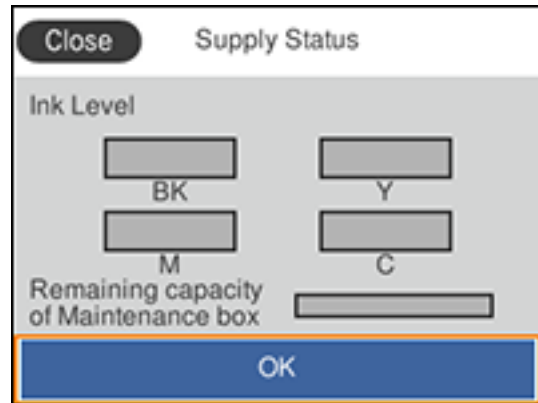 Close Supply Status
Ink Level
BK Y
M C
Remaining capacity
of Maintenance box
OK